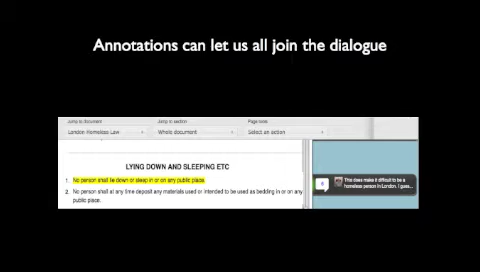 Annotations can let us all join the dialogue
Jump to document Jump to section Page Note
London Homeless Law Whole document Select an action
LYING DOWN AND SLEEPING ETC
1. No person shall lie down or sleep in or on any public place.
2. No person shall at any time deposit any materials used or intended to be used as bedding in or on any
public place.
This does make it difficult to be a
homeless person in London. I guess...